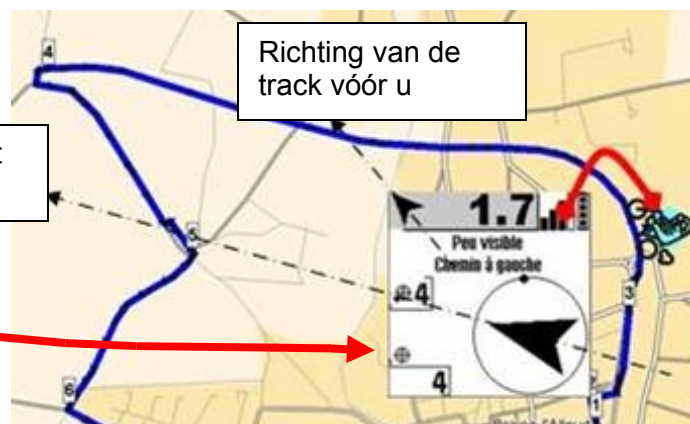 4
Richting van de
track vóór u
1.7
Peu visible
Chemin à gauche
5
4
3
4
6
1